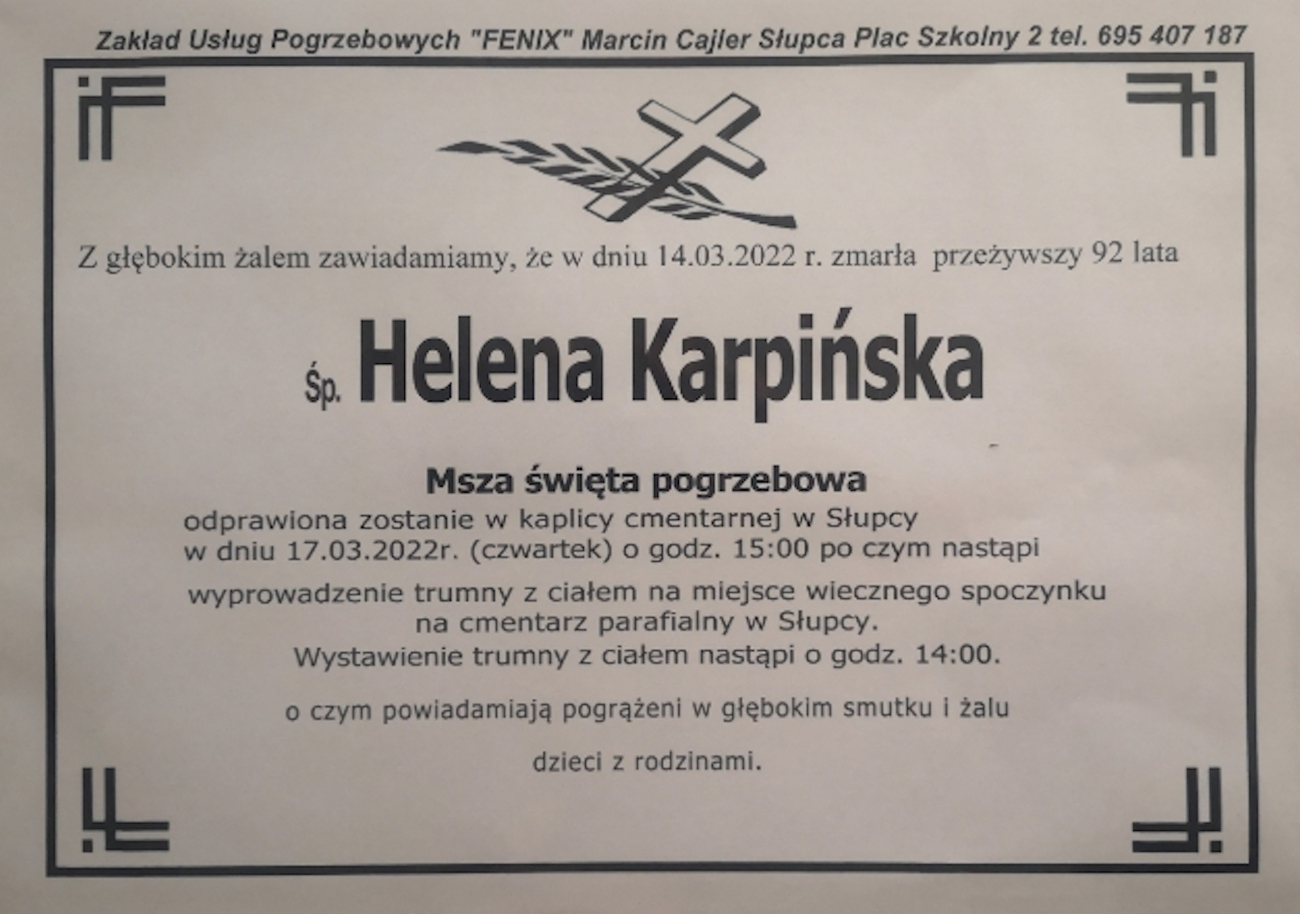 Zakład Usług Pogrzebowych "FENIX" Marcin Cajler Słupca Plac Szkolny 2 tel. 695 407 187
Z głębokim żalem zawiadamiamy, że w dniu 14.03.2022 r. zmarła przeżywszy 92 lata
Śp. Helena Karpińska
Msza święta pogrzebowa
odprawiona zostanie w kaplicy cmentarnej w Słupcy
w dniu 17.03.2022r. (czwartek) o godz. 15:00 po czym nastąpi
wyprowadzenie trumny z ciałem na miejsce wiecznego spoczynku
na cmentarz parafialny w Słupcy.
Wystawienie trumny z ciałem nastąpi o godz. 14:00.
o czym powiadamiają pogrążeni w głębokim smutku i żalu
dzieci z rodzinami.